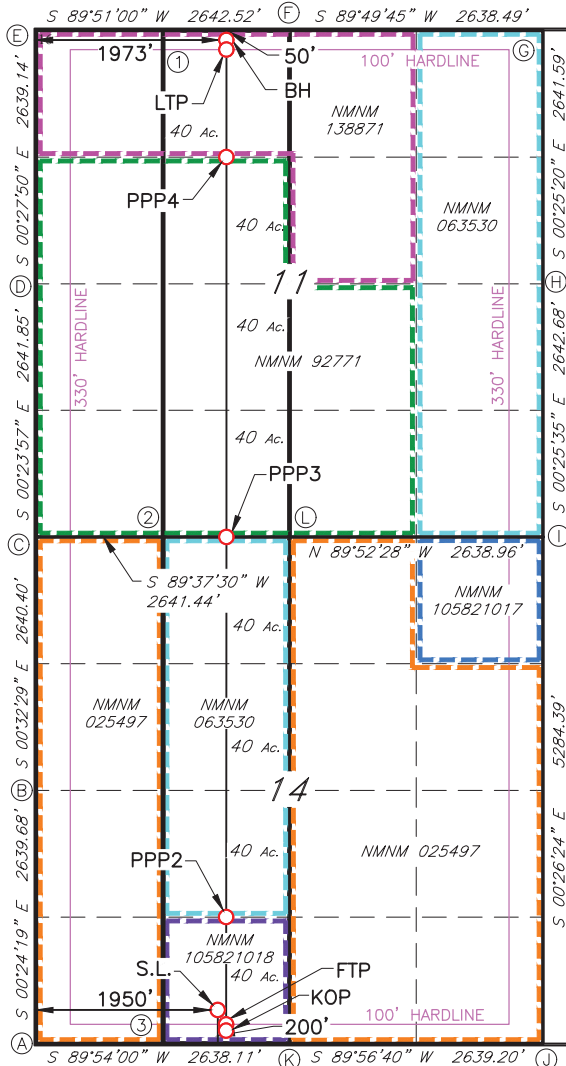 S 89°51'00" W 2642.52'
F
S 89°49'45" W 2638.49'
E
1973'
1
50'
BH
LTP
100' HARDLINE
G
40 Ac.
NMNM
138871
S 00°27'50" E 2639.14'
S 00°25'20" E 2641.59'
PPP4
NMNM
063530
40 Ac.
D
11
H
330' HARDLINE
330' HARDLINE
40 Ac.
NMNM 92771
S 00°23'57" E 2641.85'
S 00°25'35" E 2642.68'
40 Ac.
PPP3
2
L
C
I
N 89°52'28" W 2638.96'
S 89°37'30" W
2641.44'
NMNM
105821017
40 Ac.
S 00°32'29" E 2640.40'
NMNM
025497
NMNM
063530
40 Ac.
B
14
S 00°26'24" E 5284.39'
40 Ac.
NMNM 025497
PPP2
S 00°24'19" E 2639.68'
NMNM
105821018
S.L.
40 Ac.
FTP
1950'
KOP
3
200'
100' HARDLINE
A
S 89°54'00" W 2638.11'
K
S 89°56'40" W 2639.20'
J